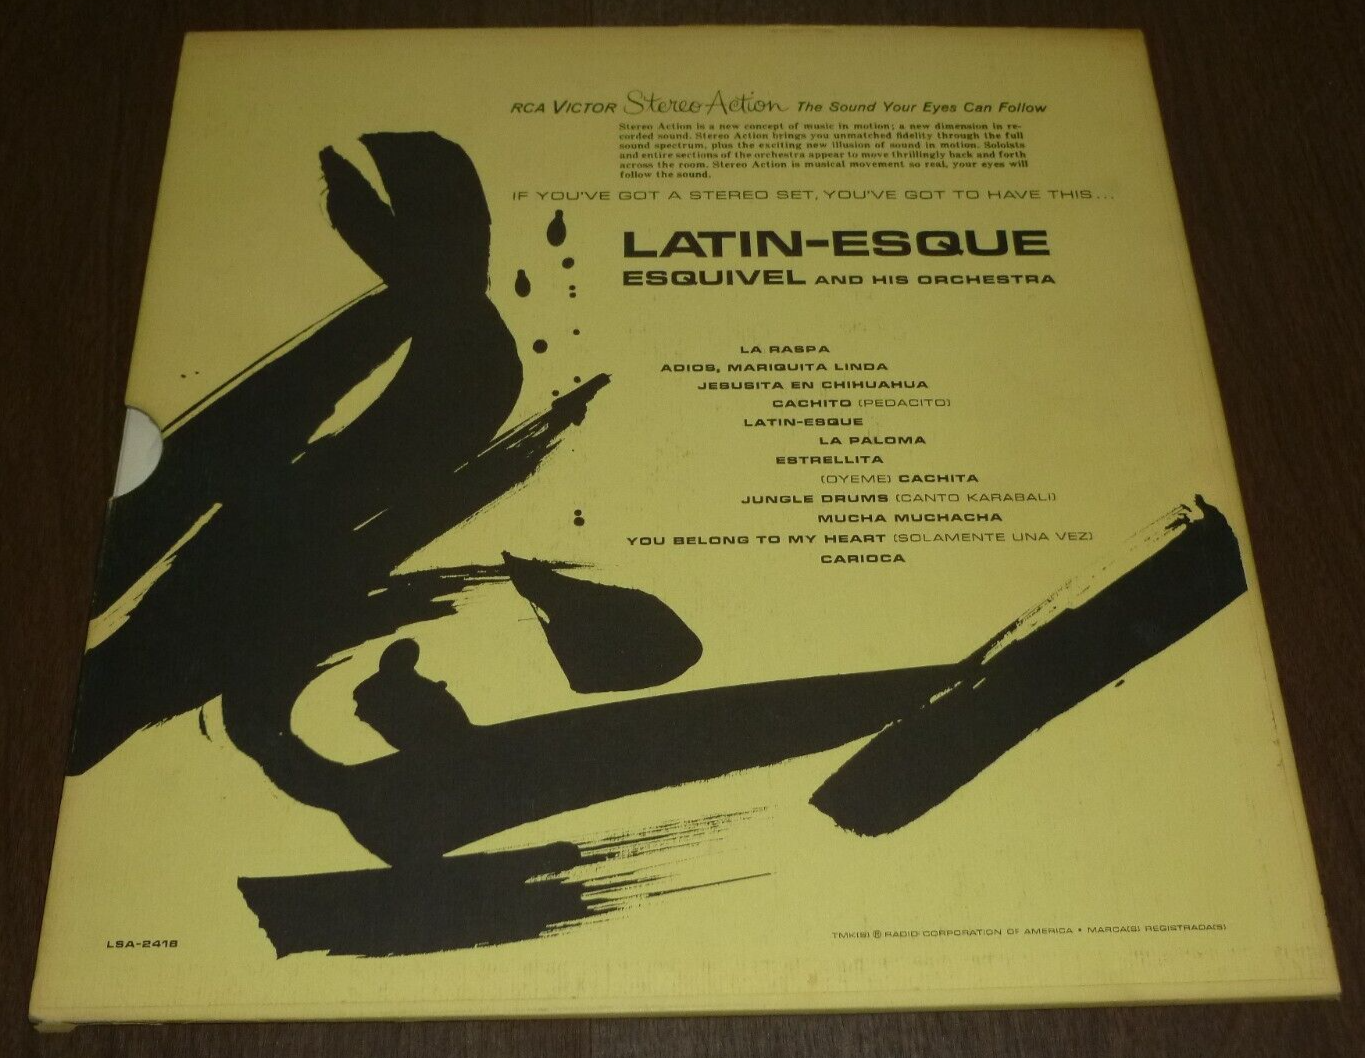 RCA VICTOR Stereo Action The Sound Your Eyes Can Follow
Stereo Action is a new concept of music in motion; a new dimension in re-
corded sound. Stereo Action brings you unmatched fidelity through the full
sound spectrum, plus the exciting new illusion of sound in motion. Soloists
and entire sections of the orchestra appear to move thrillingly back and forth
across the room. Stereo Action is musical movement so real, your eyes will
follow the sound.
IF YOU'VE GOT A STEREO SET, YOU'VE GOT TO HAVE THIS...
LATIN-ESQUE
ESQUIVEL AND HIS ORCHESTRA
LA RASPA
ADIOS, MARIQUITA LINDA
JESUSITA EN CHIHUAHUA
CACHITO (PEDACITO)
LATIN-ESQUE
LA PALOMA
ESTRELLITA
(OYEME) CACHITA
JUNGLE DRUMS (CANTO KARABALI)
MUCHA MUCHACHA
YOU BELONG TO MY HEART (SOLAMENTE UNA VEZ)
CARIOCA
LSA-2418
TMK(S) ® RADIO CORPORATION OF AMERICA • MARCA(S) REGISTRADA(S)